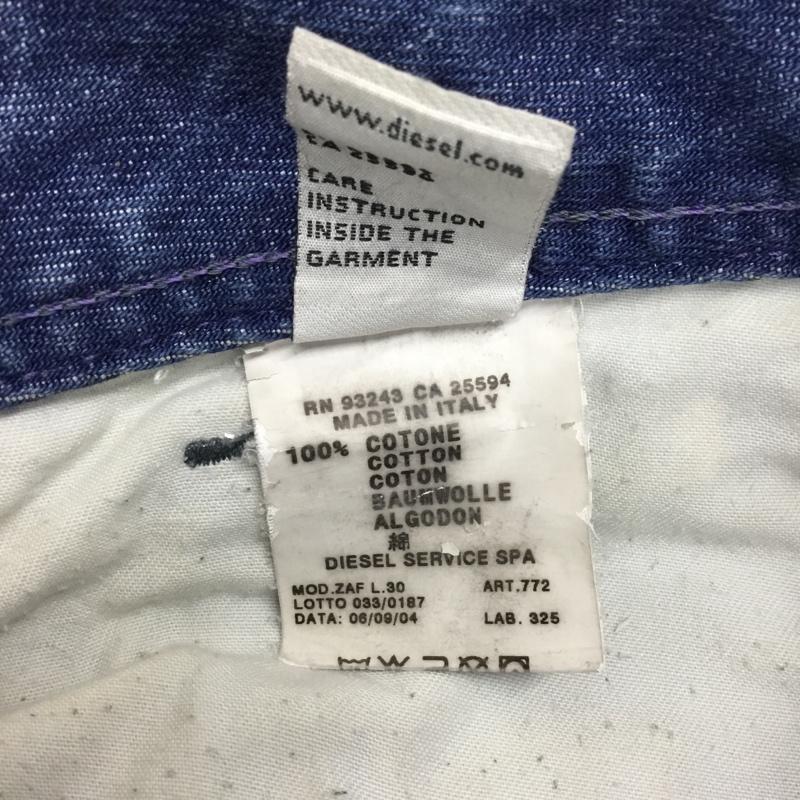 www.diesel.com
CARE
INSTRUCTION
INSIDE THE
GARMENT
RN 93243 CA 25594
MADE IN ITALY
100% COTONE
COTTON
COTON
BAUMWOLLE
ALGODON
綿
DIESEL SERVICE SPA
MOD.ZAF L.30 ART.772
LOTTO 033/0187
DATA: 06/09/04 LAB. 325